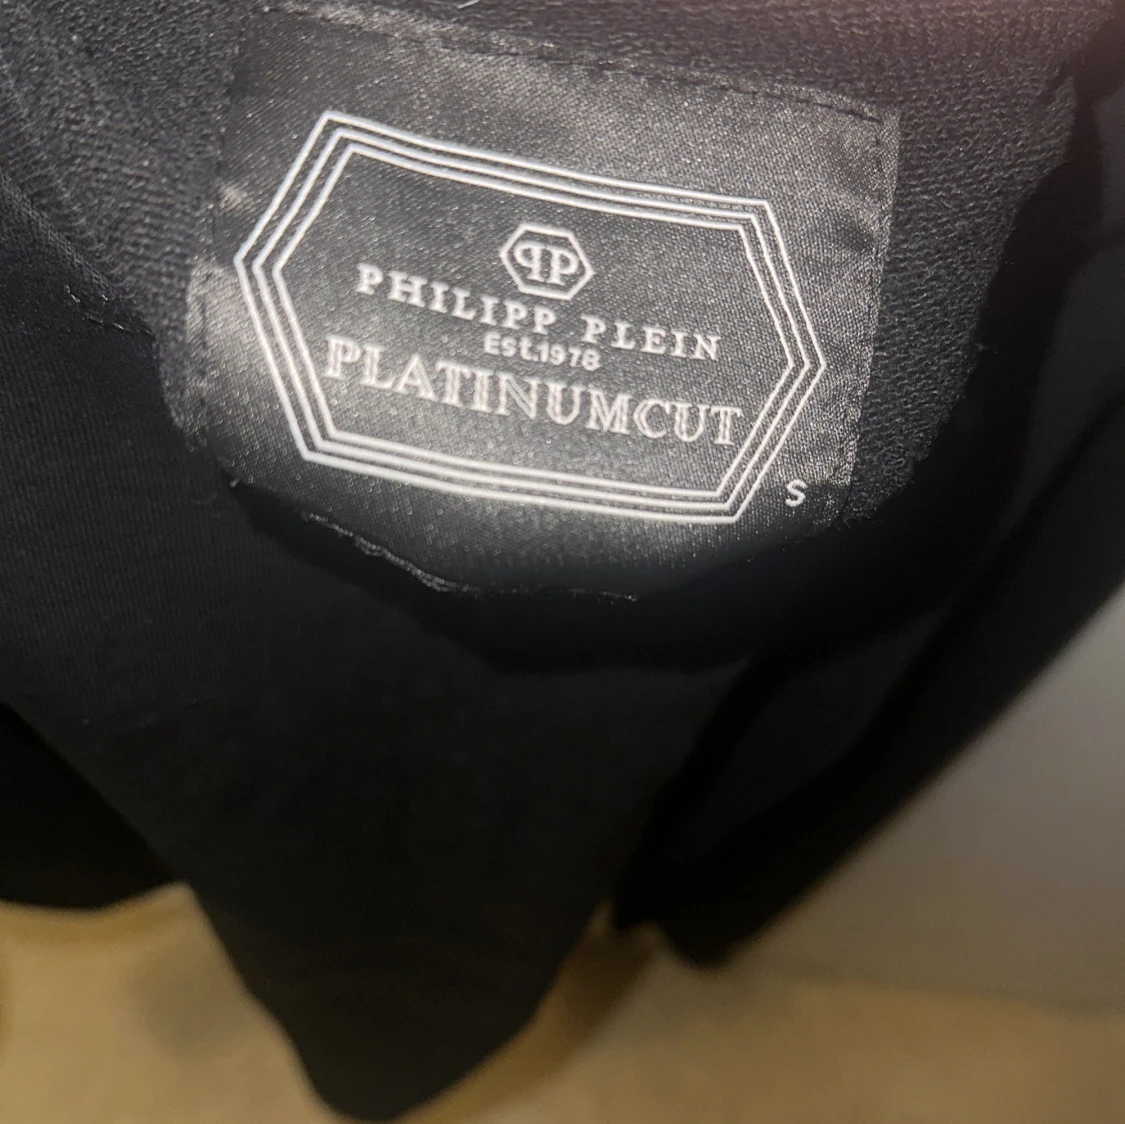 PP
PHILIPP PLEIN
EST.1978
PLATINUMCUT
S